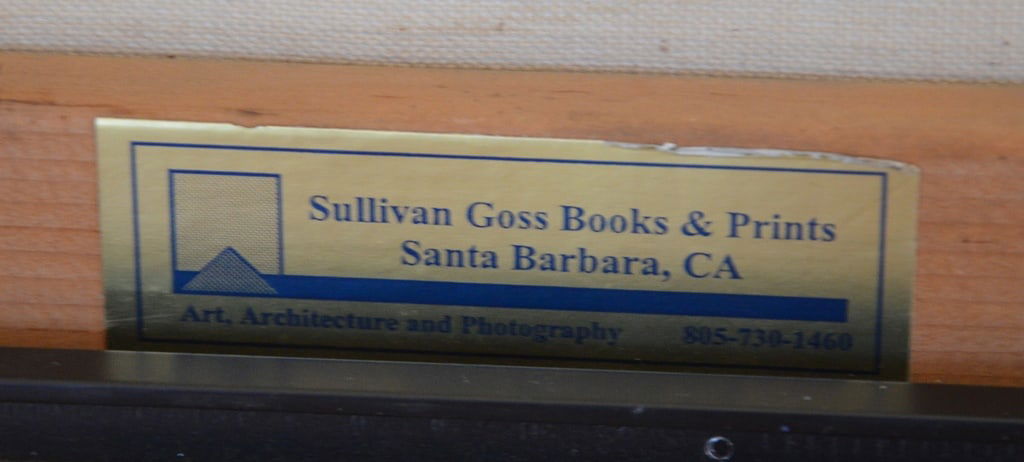 Sullivan Goss Books & Prints
Santa Barbara, CA
Art, Architecture and Photography 805-730-1460